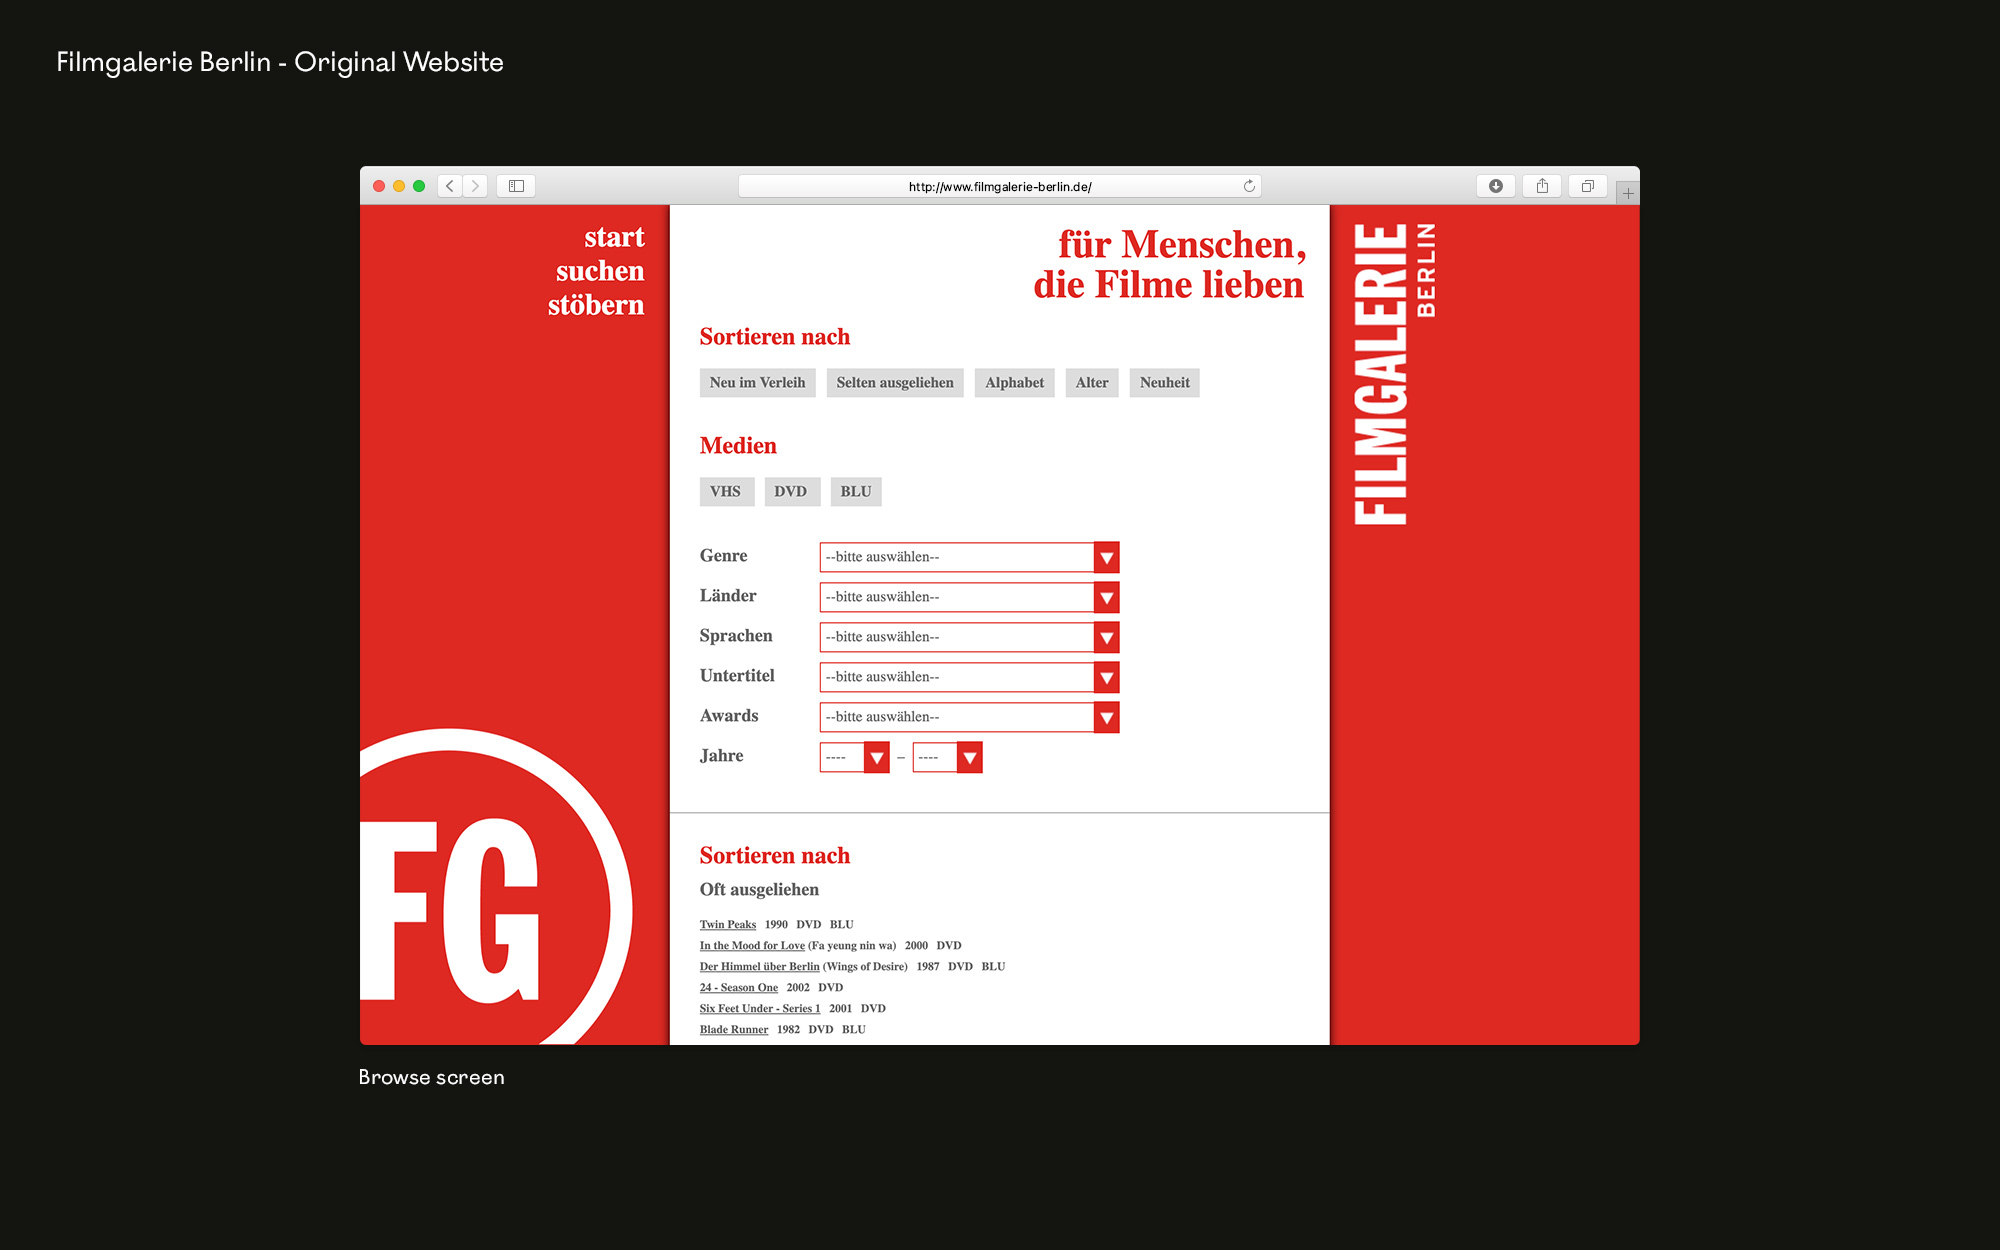 Filmgalerie Berlin - Original Website
http://www.filmgalerie-berlin.de/
start
suchen
stöbern
für Menschen,
die Filme lieben
FILMGALERIE
BERLIN
Sortieren nach
Neu im Verleih Selten ausgeliehen Alphabet Alter Neuheit
Medien
VHS DVD BLU
Genre --bitte auswählen--
Länder --bitte auswählen--
Sprachen --bitte auswählen--
Untertitel --bitte auswählen--
Awards --bitte auswählen--
Jahre ---- – ----
FG
Sortieren nach
Oft ausgeliehen
Twin Peaks 1990 DVD BLU
In the Mood for Love (Fa yeung nin wa) 2000 DVD
Der Himmel über Berlin (Wings of Desire) 1987 DVD BLU
24 - Season One 2002 DVD
Six Feet Under - Series 1 2001 DVD
Blade Runner 1982 DVD BLU
Browse screen